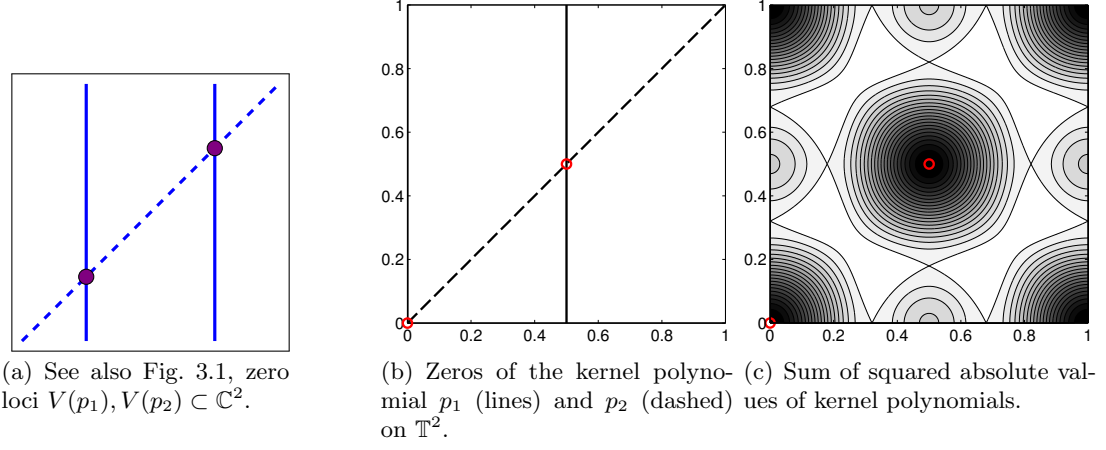 1
0.8
0.6
0.4
0.2
0
0 0.2 0.4 0.6 0.8 1
1
0.8
0.6
0.4
0.2
0
0 0.2 0.4 0.6 0.8 1
(a) See also Fig. 3.1, zero
loci V(p₁), V(p₂) ⊂ ℂ².
(b) Zeros of the kernel polyno-
mial p₁ (lines) and p₂ (dashed)
on 𝕋².
(c) Sum of squared absolute val-
ues of kernel polynomials.